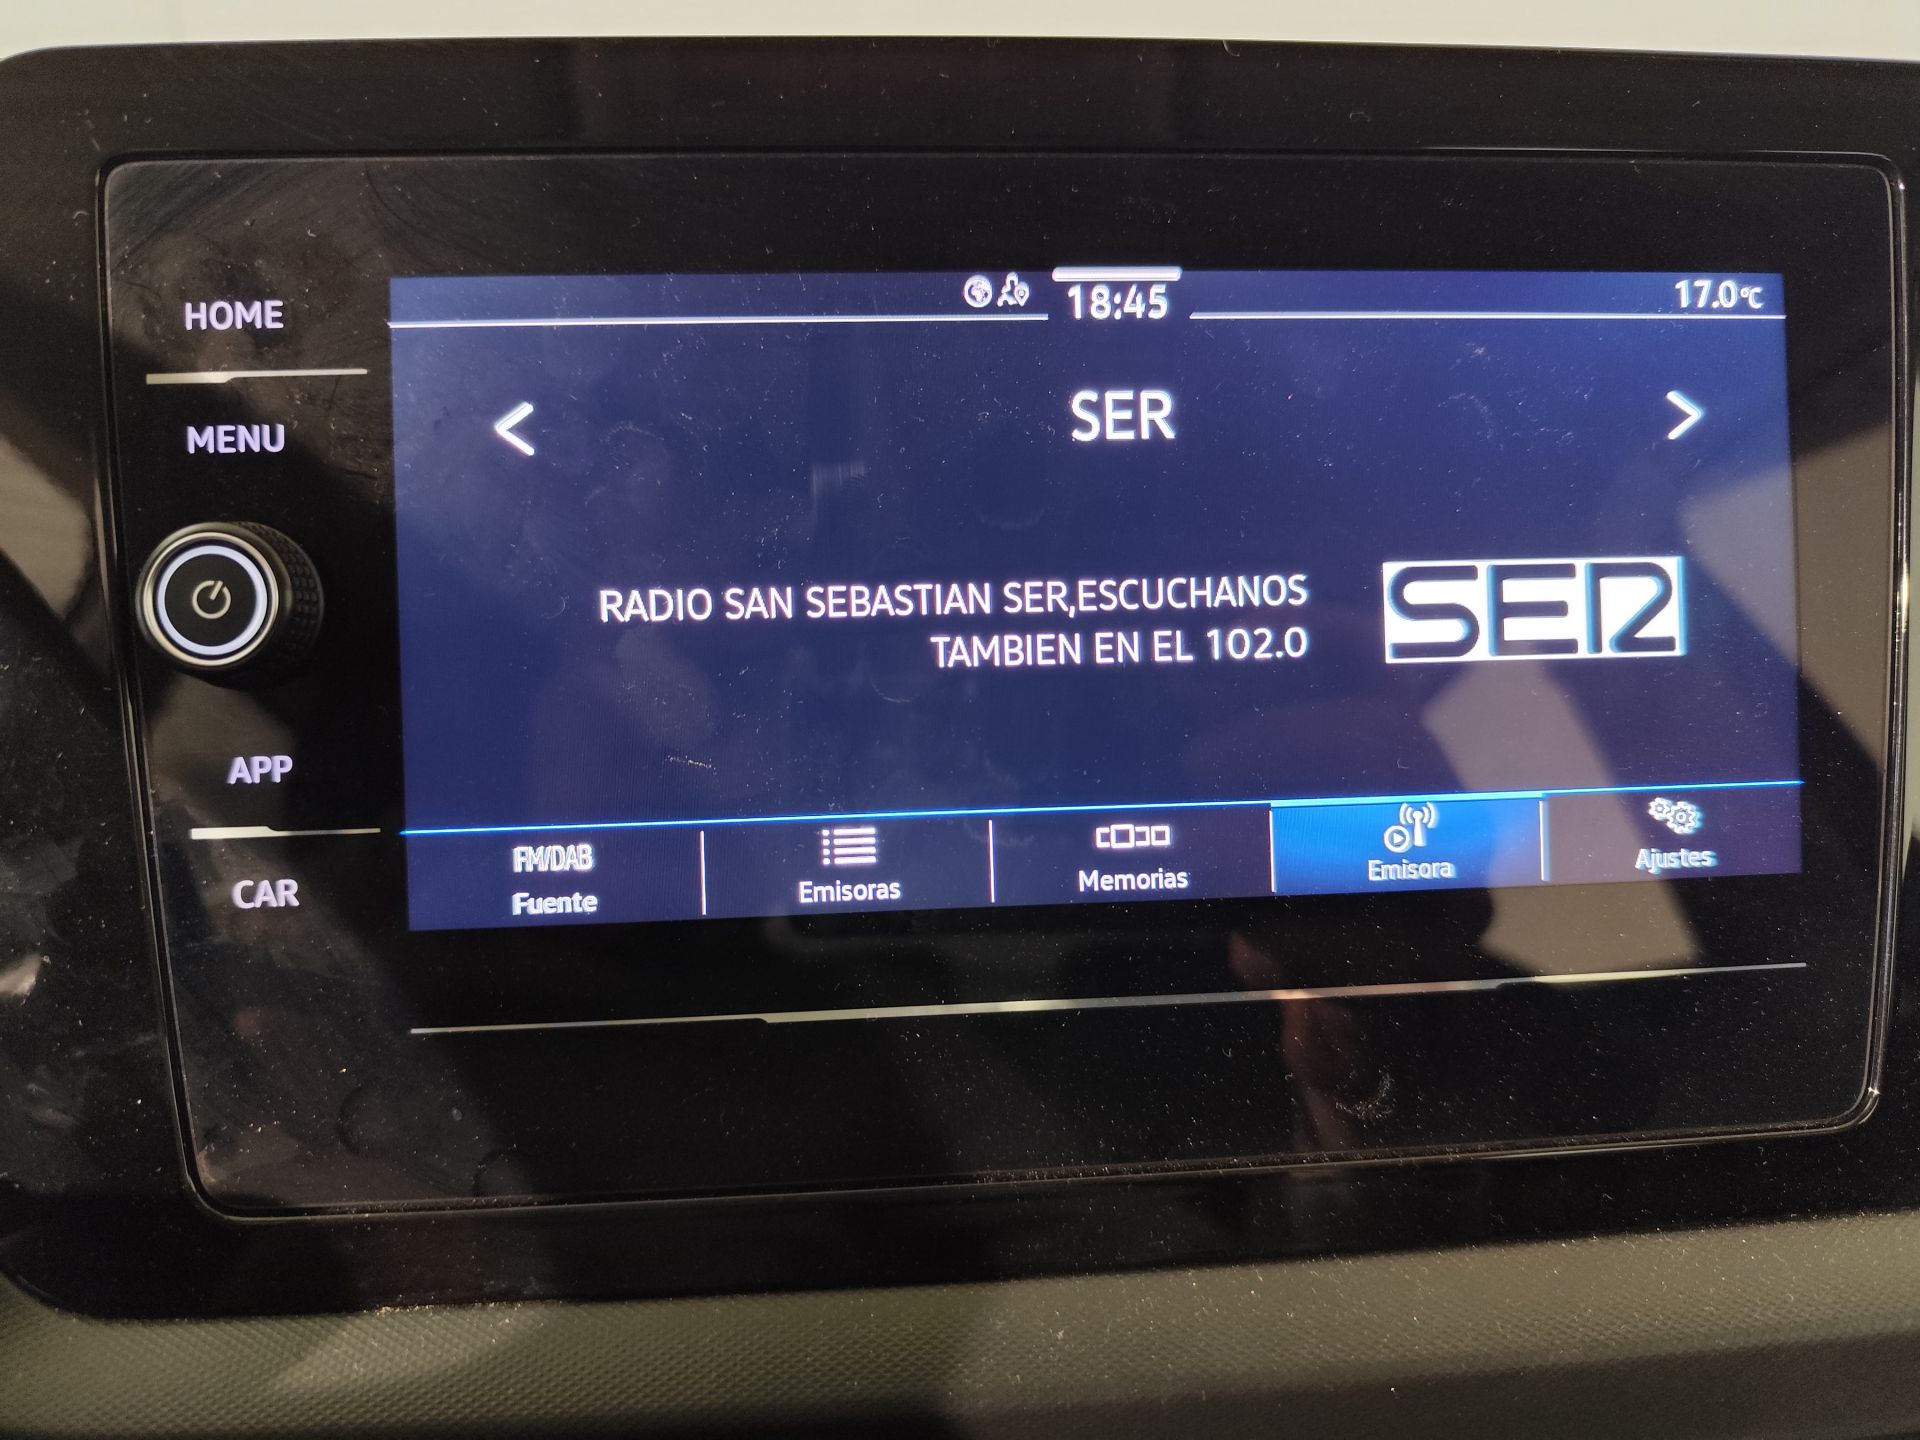 HOME
MENU
APP
CAR
18:45
17.0°C
SER
RADIO SAN SEBASTIAN SER,ESCUCHANOS
TAMBIEN EN EL 102.0
SER
FM/DAB
Fuente
Emisoras
Memorias
Emisora
Ajustes